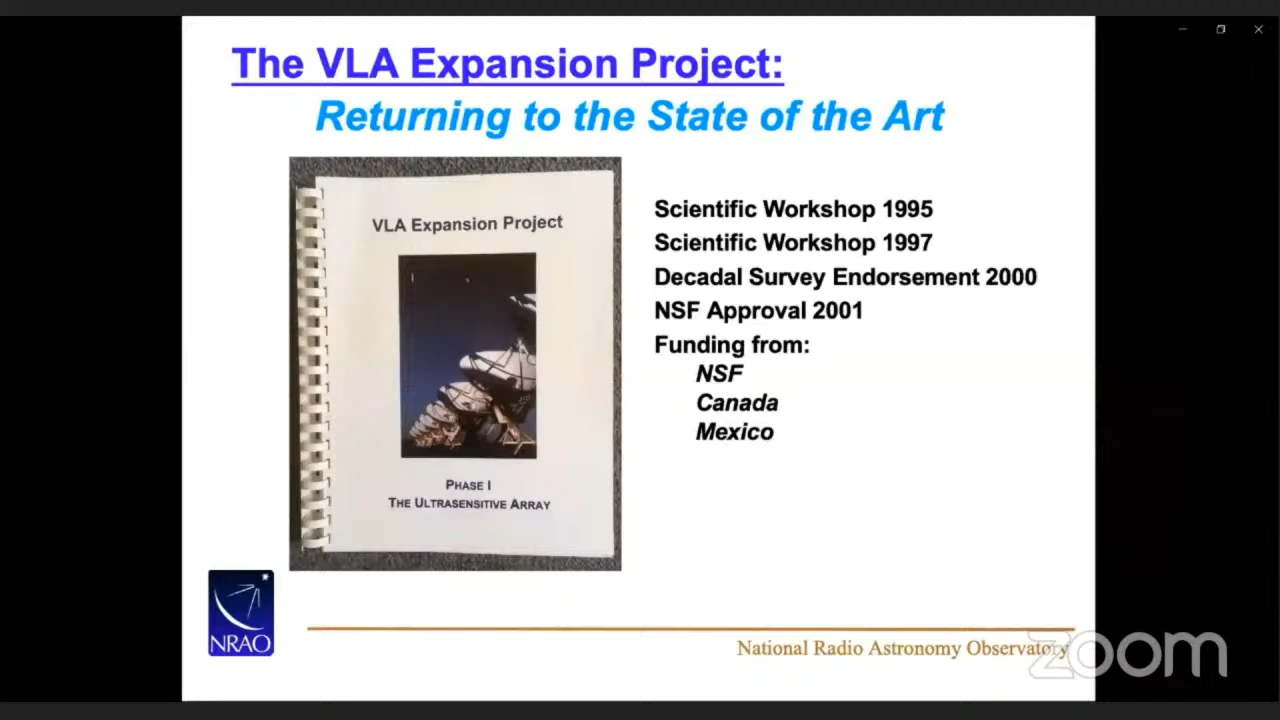 The VLA Expansion Project:
Returning to the State of the Art
VLA Expansion Project
PHASE I
THE ULTRASENSITIVE ARRAY
Scientific Workshop 1995
Scientific Workshop 1997
Decadal Survey Endorsement 2000
NSF Approval 2001
Funding from:
NSF
Canada
Mexico
NRAO
National Radio Astronomy Observatory
zoom